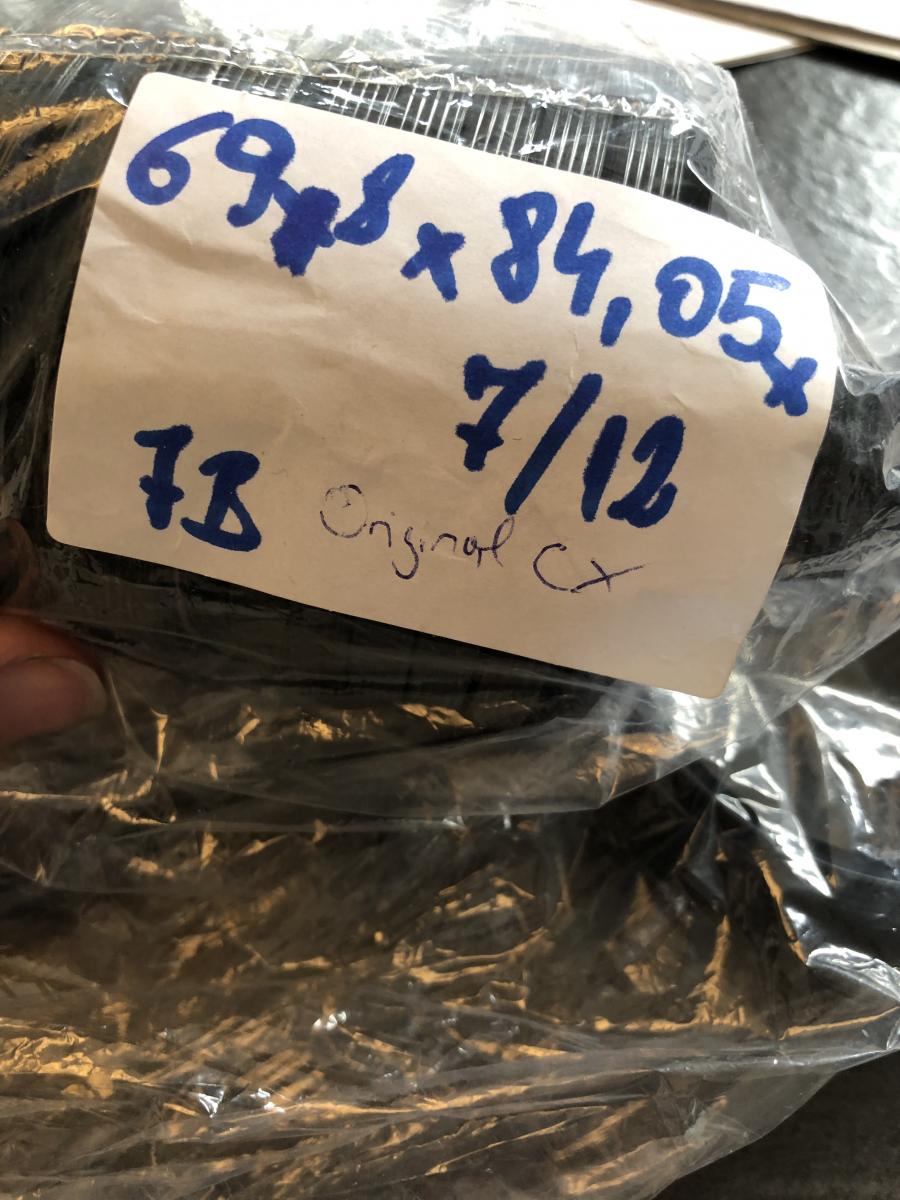 69,8 x 84,05 x
7/12
7B Original CX